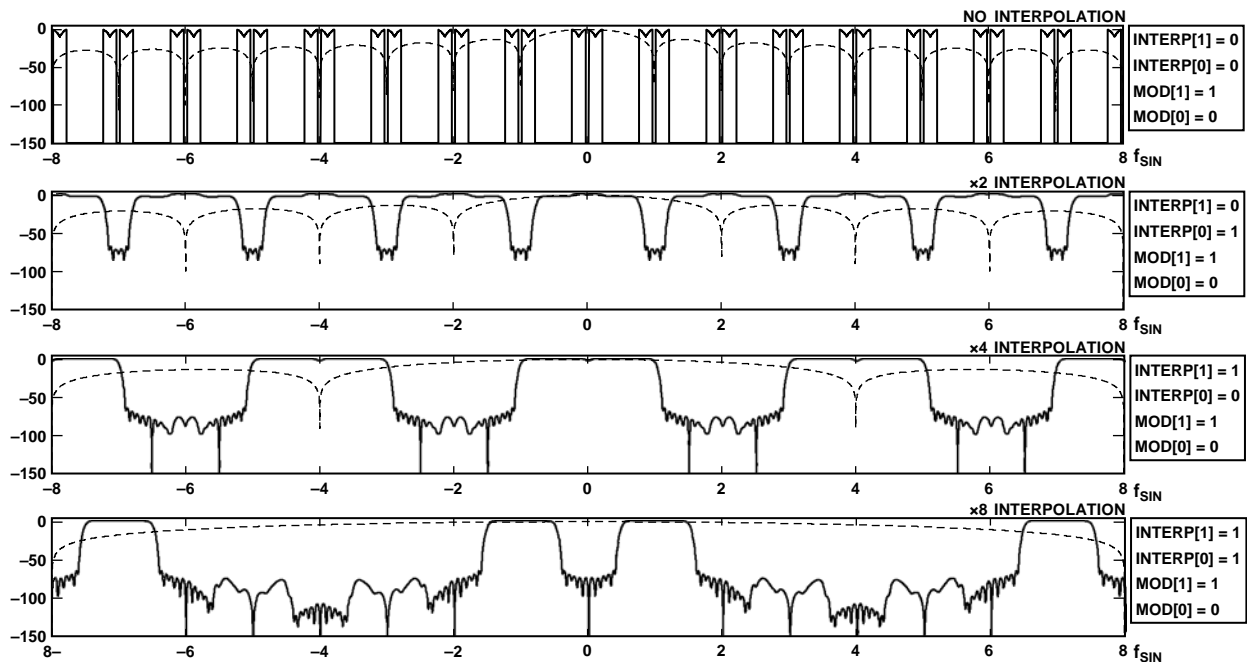 NO INTERPOLATION
0
–50
–100
–150
–8 –6 –4 –2 0 2 4 6 8 fSIN
INTERP[1] = 0
INTERP[0] = 0
MOD[1] = 1
MOD[0] = 0
×2 INTERPOLATION
0
–50
–100
–150
–8 –6 –4 –2 0 2 4 6 8 fSIN
INTERP[1] = 0
INTERP[0] = 1
MOD[1] = 1
MOD[0] = 0
×4 INTERPOLATION
0
–50
–100
–150
–8 –6 –4 –2 0 2 4 6 8 fSIN
INTERP[1] = 1
INTERP[0] = 0
MOD[1] = 1
MOD[0] = 0
×8 INTERPOLATION
0
–50
–100
–150
8– –6 –4 –2 0 2 4 6 8 fSIN
INTERP[1] = 1
INTERP[0] = 1
MOD[1] = 1
MOD[0] = 0